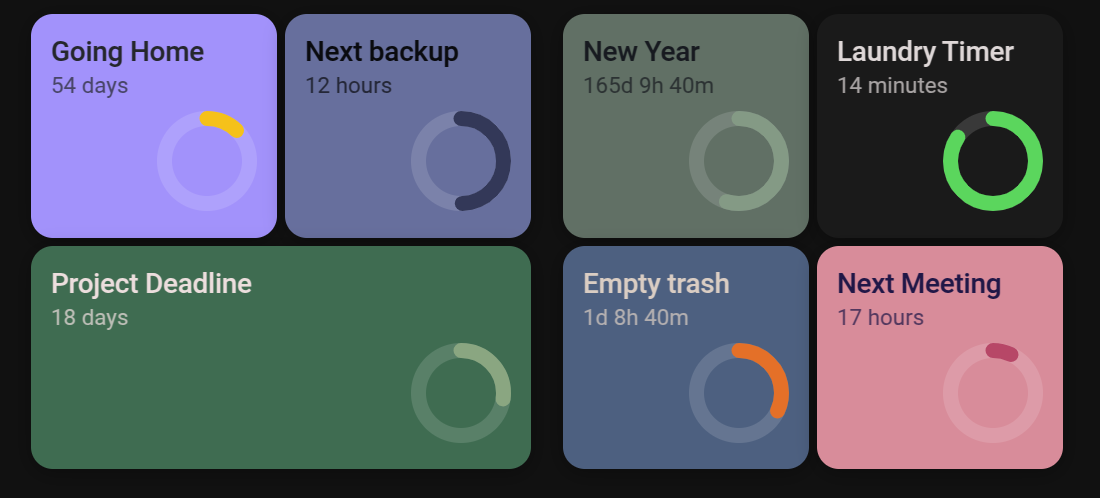 Going Home
54 days
Next backup
12 hours
New Year
165d 9h 40m
Laundry Timer
14 minutes
Project Deadline
18 days
Empty trash
1d 8h 40m
Next Meeting
17 hours